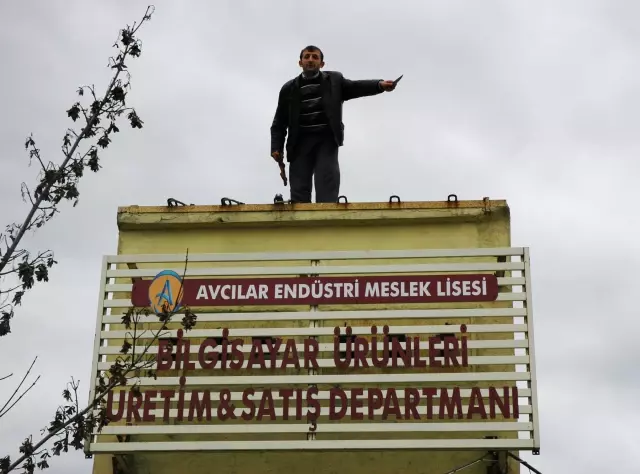 AVCILAR ENDÜSTRİ MESLEK LİSESİ
BİLGİSAYAR ÜRÜNLERİ
ÜRETİM & SATIŞ DEPARTMANI